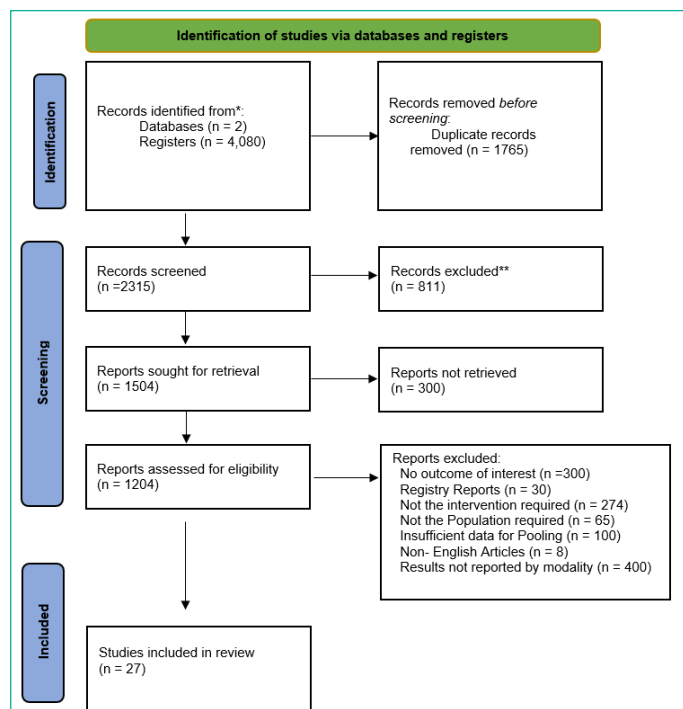 Identification of studies via databases and registers
Identification
Records identified from*:
Databases (n = 2)
Registers (n = 4,080)
Records removed before
screening:
Duplicate records
removed (n = 1765)
Screening
Records screened
(n =2315)
Records excluded**
(n = 811)
Reports sought for retrieval
(n = 1504)
Reports not retrieved
(n = 300)
Reports assessed for eligibility
(n = 1204)
Reports excluded:
No outcome of interest (n =300)
Registry Reports (n = 30)
Not the intervention required (n = 274)
Not the Population required (n = 65)
Insufficient data for Pooling (n = 100)
Non- English Articles (n = 8)
Results not reported by modality (n = 400)
Included
Studies included in review
(n = 27)